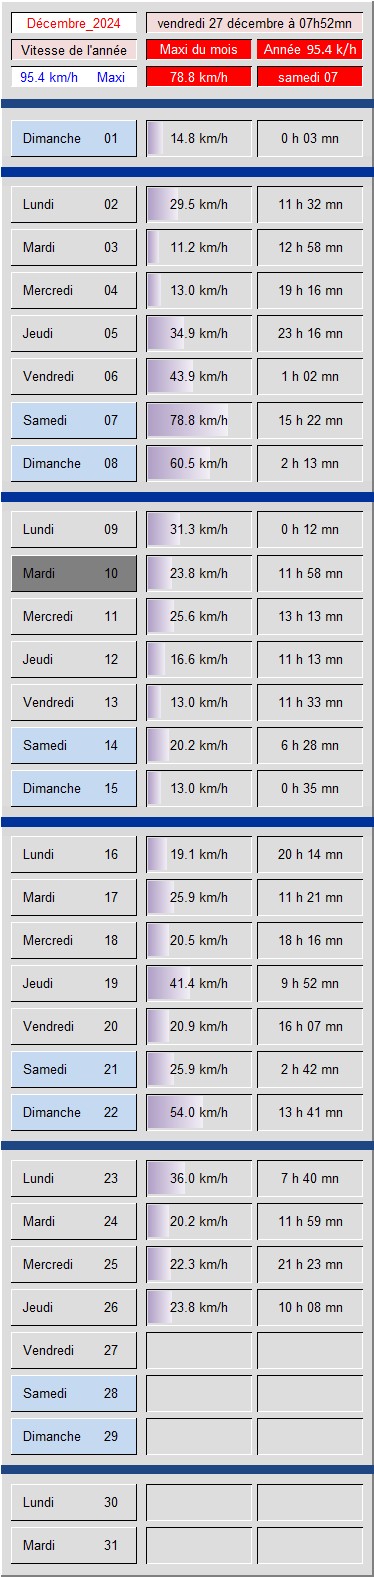 Décembre_2024 vendredi 27 décembre à 07h52mn
Vitesse de l'année Maxi du mois Année 95.4 k/h
95.4 km/h Maxi 78.8 km/h samedi 07
Dimanche 01 14.8 km/h 0 h 03 mn
Lundi 02 29.5 km/h 11 h 32 mn
Mardi 03 11.2 km/h 12 h 58 mn
Mercredi 04 13.0 km/h 19 h 16 mn
Jeudi 05 34.9 km/h 23 h 16 mn
Vendredi 06 43.9 km/h 1 h 02 mn
Samedi 07 78.8 km/h 15 h 22 mn
Dimanche 08 60.5 km/h 2 h 13 mn
Lundi 09 31.3 km/h 0 h 12 mn
Mardi 10 23.8 km/h 11 h 58 mn
Mercredi 11 25.6 km/h 13 h 13 mn
Jeudi 12 16.6 km/h 11 h 13 mn
Vendredi 13 13.0 km/h 11 h 33 mn
Samedi 14 20.2 km/h 6 h 28 mn
Dimanche 15 13.0 km/h 0 h 35 mn
Lundi 16 19.1 km/h 20 h 14 mn
Mardi 17 25.9 km/h 11 h 21 mn
Mercredi 18 20.5 km/h 18 h 16 mn
Jeudi 19 41.4 km/h 9 h 52 mn
Vendredi 20 20.9 km/h 16 h 07 mn
Samedi 21 25.9 km/h 2 h 42 mn
Dimanche 22 54.0 km/h 13 h 41 mn
Lundi 23 36.0 km/h 7 h 40 mn
Mardi 24 20.2 km/h 11 h 59 mn
Mercredi 25 22.3 km/h 21 h 23 mn
Jeudi 26 23.8 km/h 10 h 08 mn
Vendredi 27
Samedi 28
Dimanche 29
Lundi 30
Mardi 31